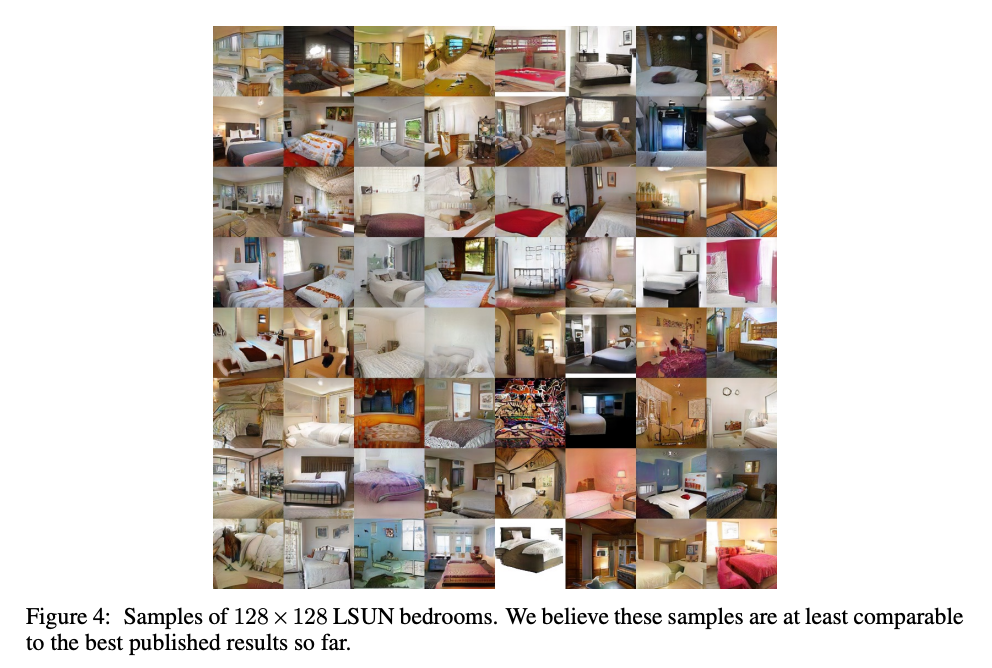 Figure 4: Samples of 128 × 128 LSUN bedrooms. We believe these samples are at least comparable
to the best published results so far.